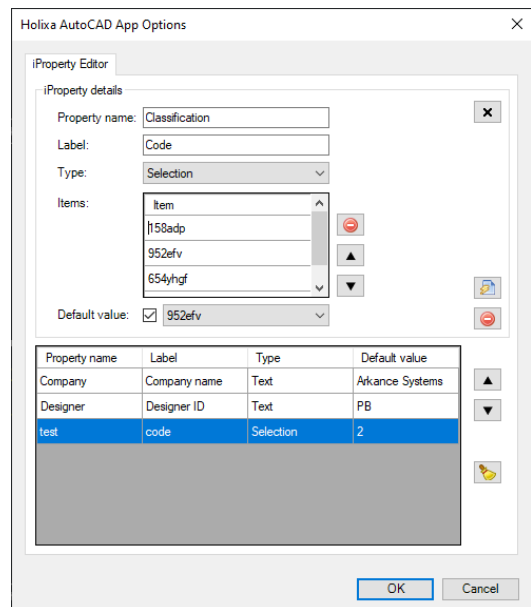 Holixa AutoCAD App Options
iProperty Editor
iProperty details
Property name: Classification
Label: Code
Type: Selection
Items: Item
158adp
952efv
654yhgf
Default value: 952efv
Property name Label Type Default value
Company Company name Text Arkance Systems
Designer Designer ID Text PB
test code Selection 2
OK Cancel